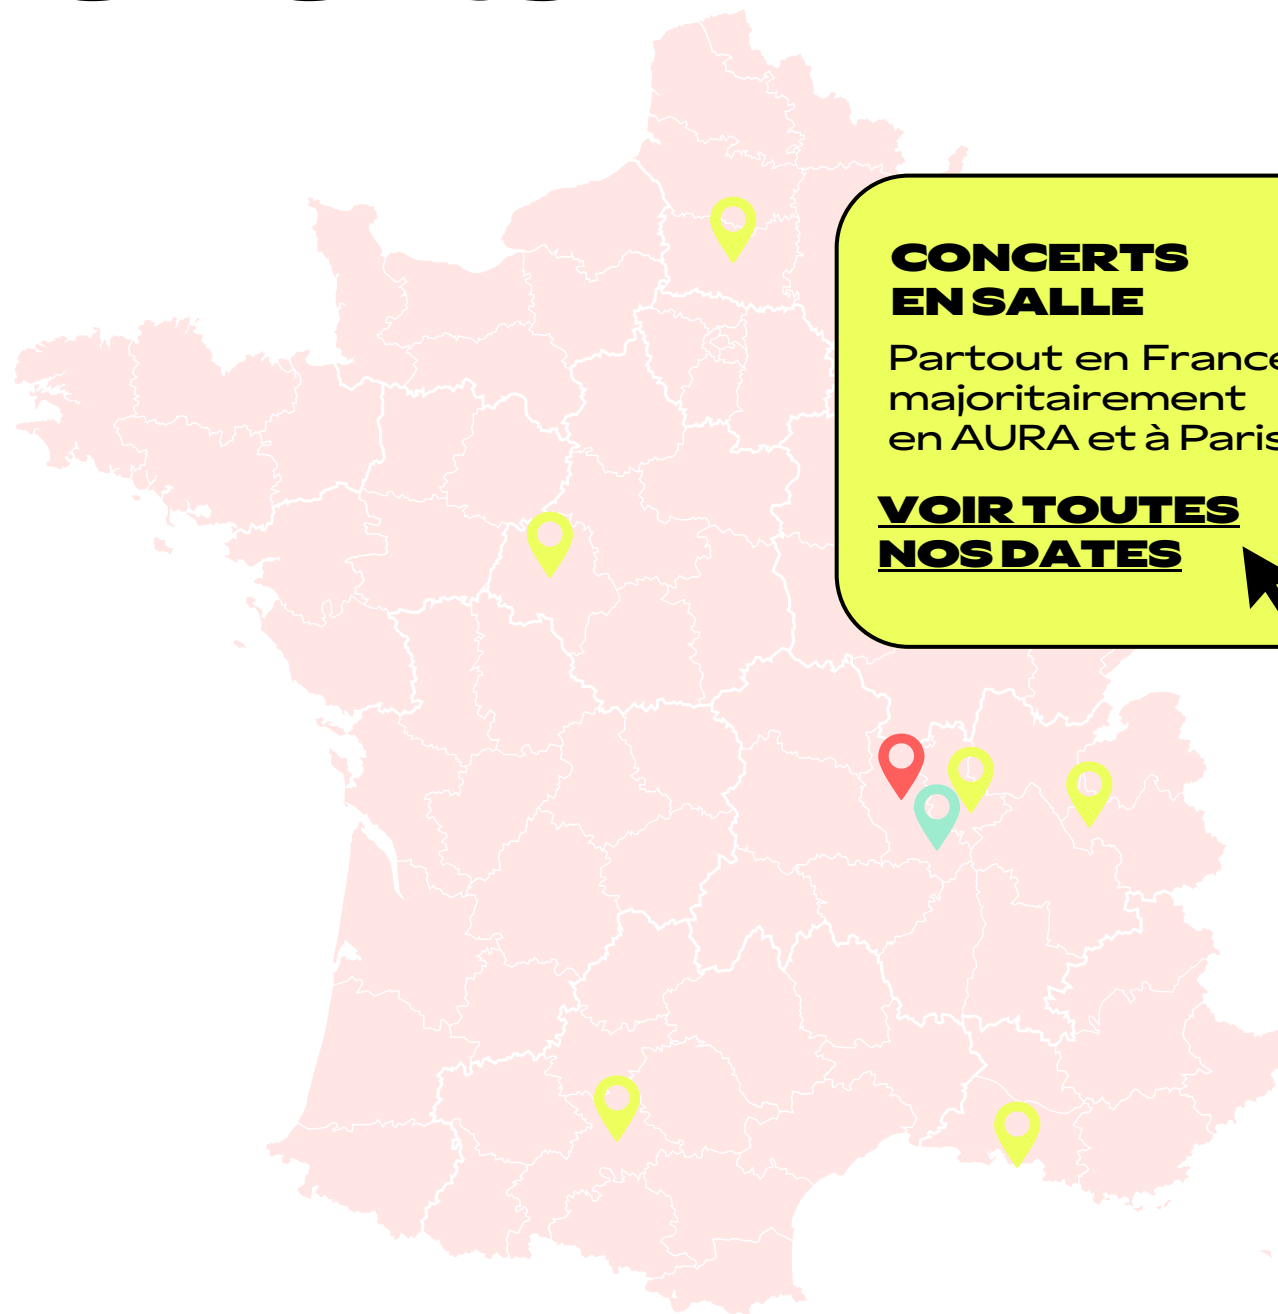 CONCERTS
EN SALLE
Partout en France
majoritairement
en AURA et à Paris
VOIR TOUTES
NOS DATES